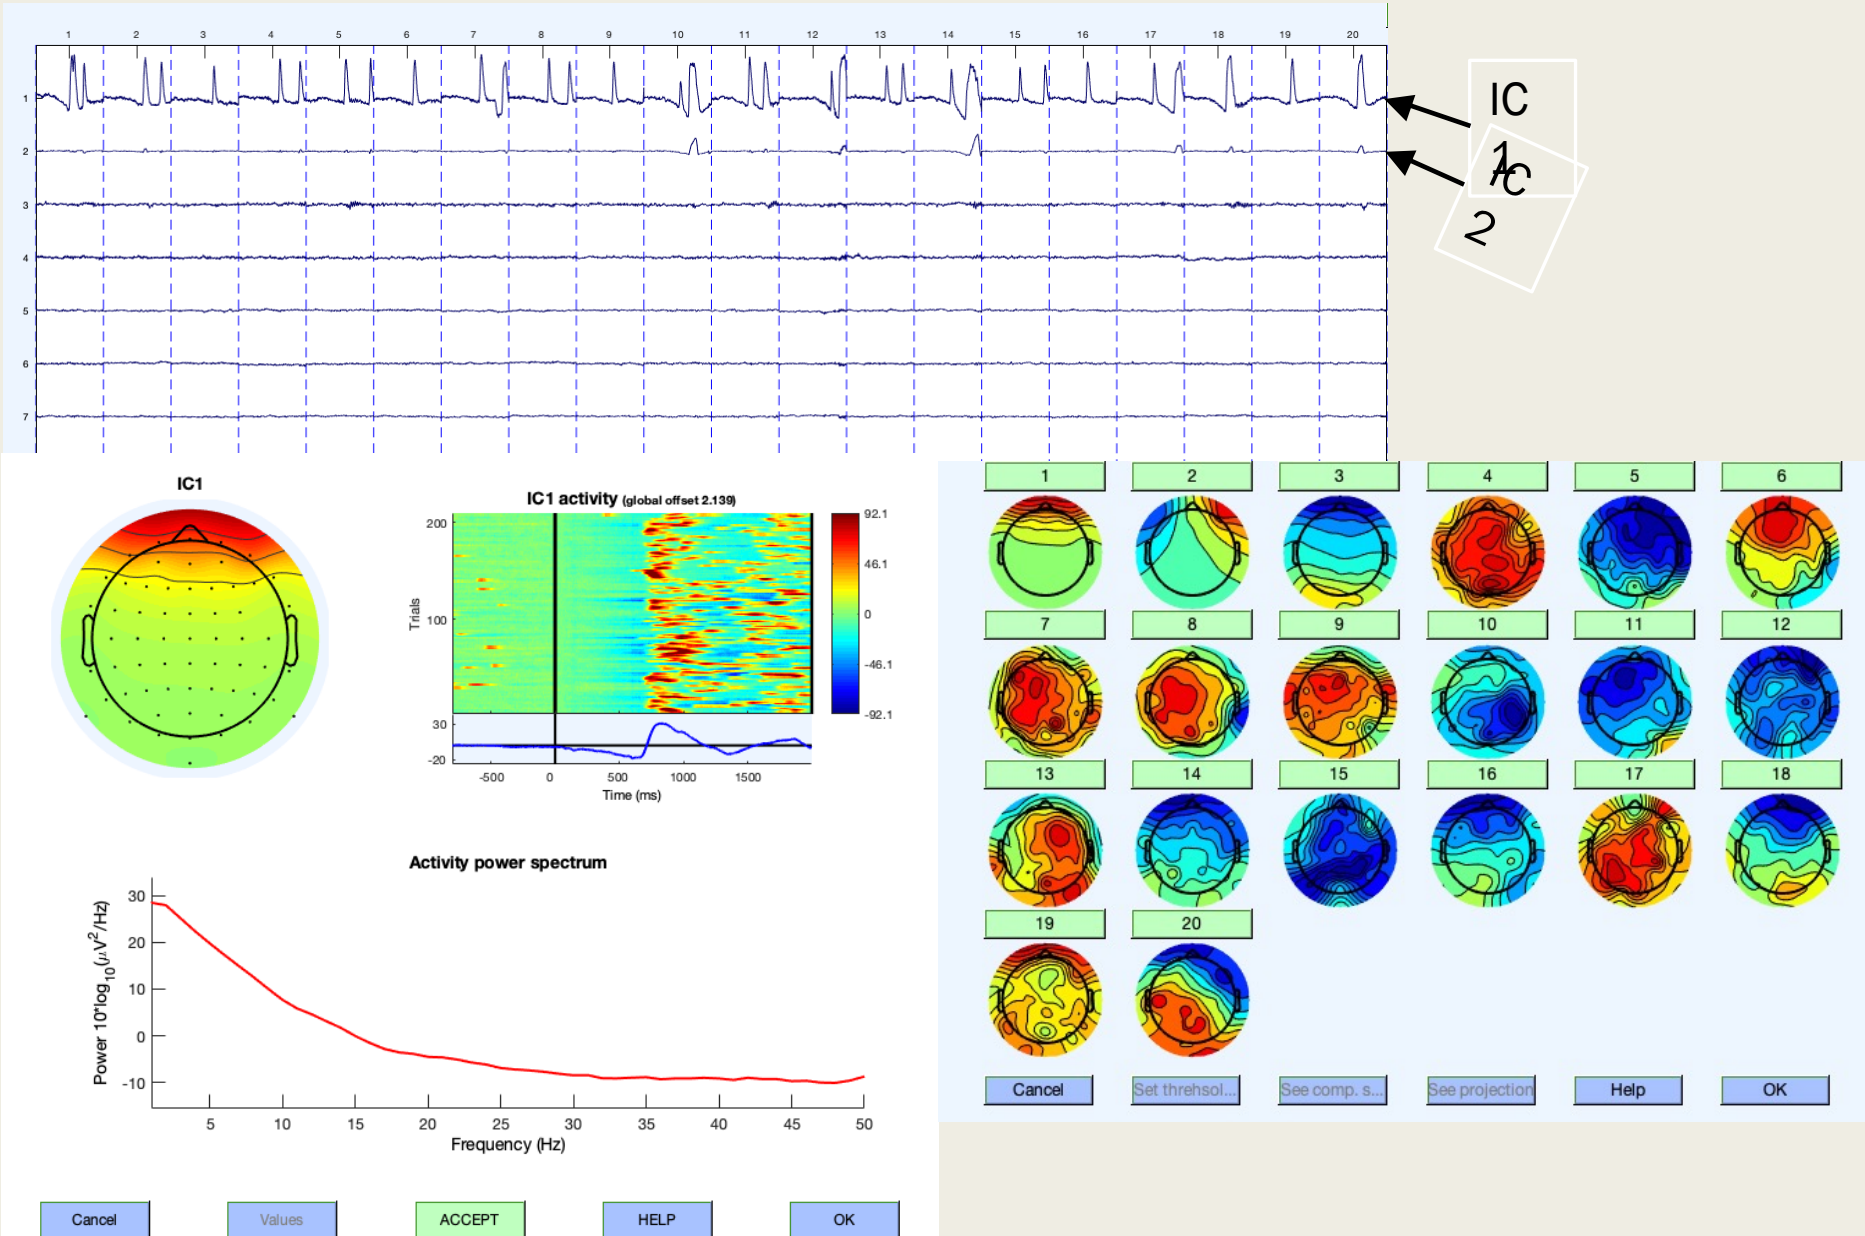 1 2 3 4 5 6 7 8 9 10 11 12 13 14 15 16 17 18 19 20
1
2
3
4
5
6
7
IC
1
IC
2
IC1
IC1 activity (global offset 2.139)
Trials
200
100
92.1
46.1
0
-46.1
-92.1
30
-20
-500 0 500 1000 1500
Time (ms)
Activity power spectrum
Power 10*log10(μV2/Hz)
30
20
10
0
-10
5 10 15 20 25 30 35 40 45 50
Frequency (Hz)
Cancel Values ACCEPT HELP OK
1 2 3 4 5 6
7 8 9 10 11 12
13 14 15 16 17 18
19 20
Cancel Set threhsol... See comp. s... See projection Help OK